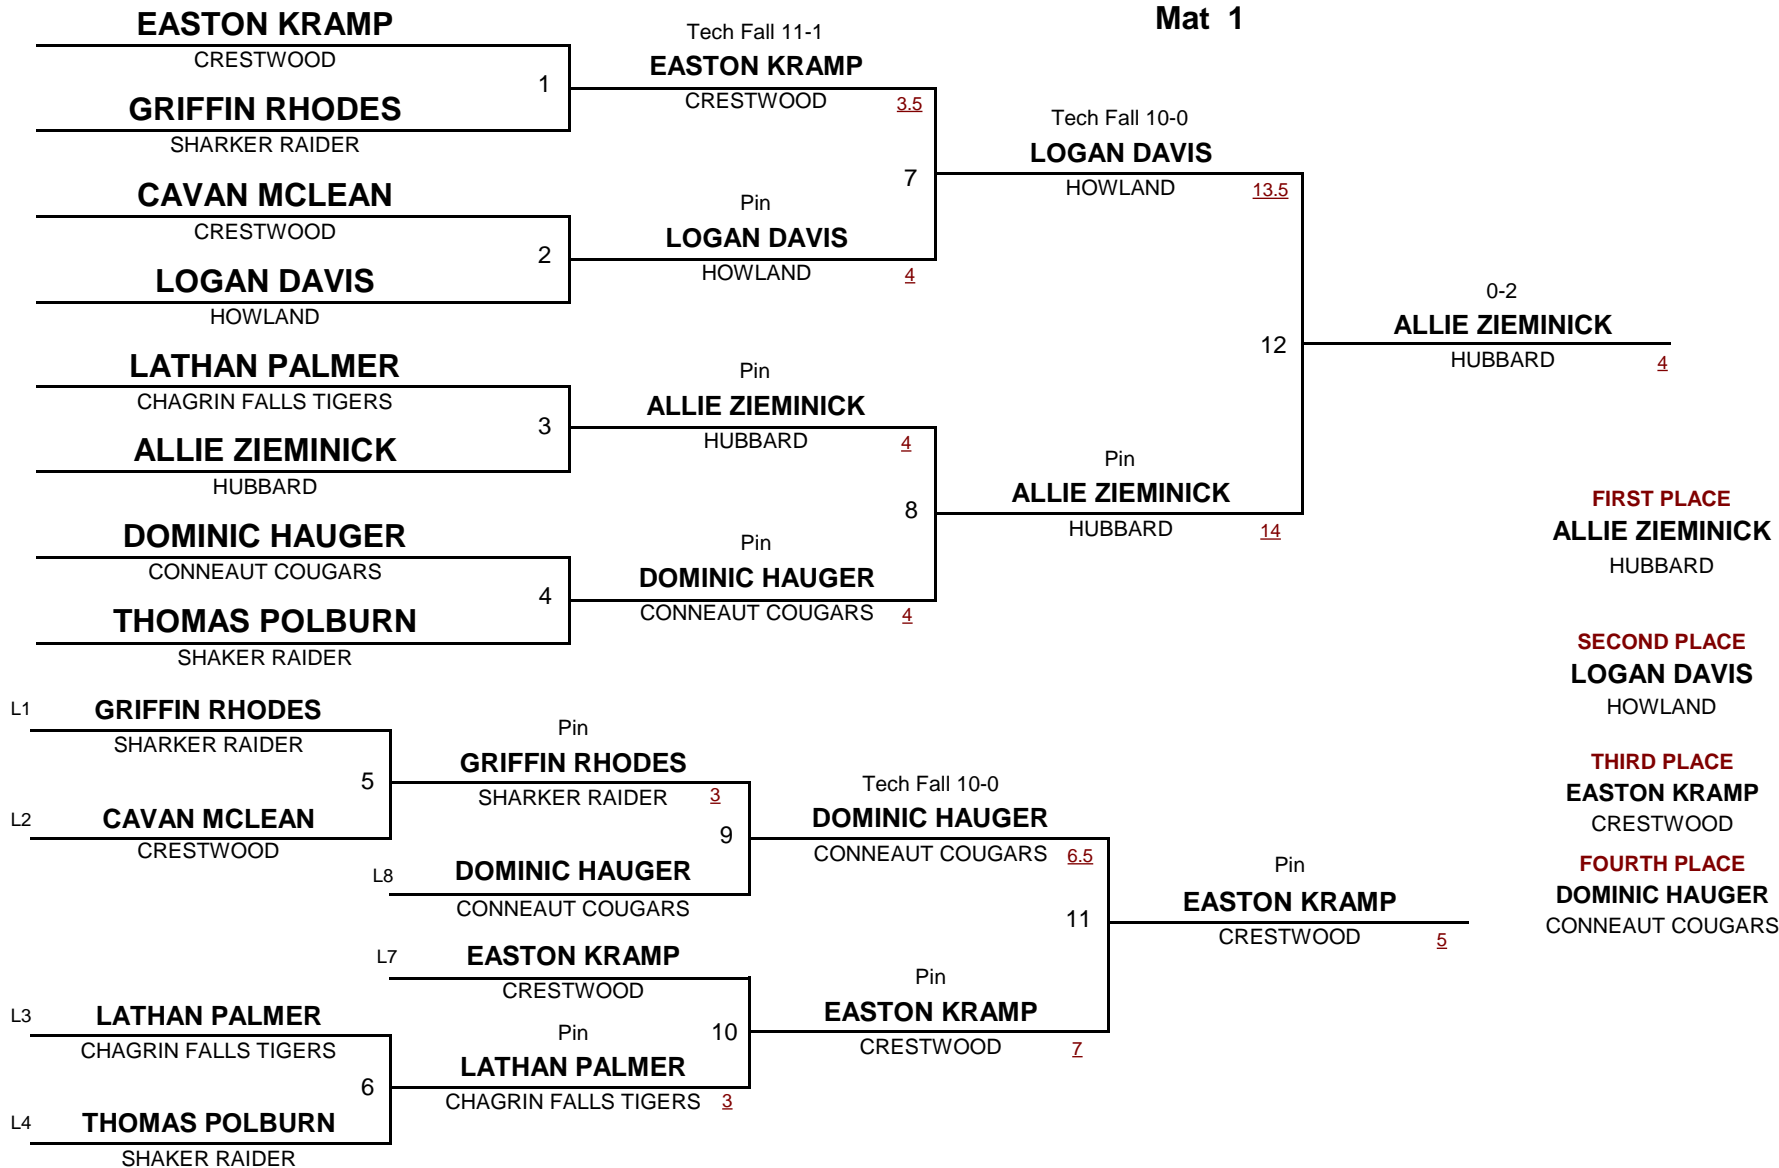 Mat 1
EASTON KRAMP
CRESTWOOD
1
GRIFFIN RHODES
SHARKER RAIDER
CAVAN MCLEAN
CRESTWOOD
2
LOGAN DAVIS
HOWLAND
LATHAN PALMER
CHAGRIN FALLS TIGERS
3
ALLIE ZIEMINICK
HUBBARD
DOMINIC HAUGER
CONNEAUT COUGARS
4
THOMAS POLBURN
SHAKER RAIDER
Tech Fall 11-1
EASTON KRAMP
CRESTWOOD 3.5
7
Pin
LOGAN DAVIS
HOWLAND 4
Pin
ALLIE ZIEMINICK
HUBBARD 4
8
Pin
DOMINIC HAUGER
CONNEAUT COUGARS 4
Tech Fall 10-0
LOGAN DAVIS
HOWLAND 13.5
12
Pin
ALLIE ZIEMINICK
HUBBARD 14
0-2
ALLIE ZIEMINICK
HUBBARD 4
FIRST PLACE
ALLIE ZIEMINICK
HUBBARD
SECOND PLACE
LOGAN DAVIS
HOWLAND
THIRD PLACE
EASTON KRAMP
CRESTWOOD
FOURTH PLACE
DOMINIC HAUGER
CONNEAUT COUGARS
L1 GRIFFIN RHODES
SHARKER RAIDER
5
L2 CAVAN MCLEAN
CRESTWOOD
L3 LATHAN PALMER
CHAGRIN FALLS TIGERS
6
L4 THOMAS POLBURN
SHAKER RAIDER
Pin
GRIFFIN RHODES
SHARKER RAIDER 3
9
L8 DOMINIC HAUGER
CONNEAUT COUGARS
L7 EASTON KRAMP
CRESTWOOD
10
Pin
LATHAN PALMER
CHAGRIN FALLS TIGERS 3
Tech Fall 10-0
DOMINIC HAUGER
CONNEAUT COUGARS 6.5
11
Pin
EASTON KRAMP
CRESTWOOD 7
Pin
EASTON KRAMP
CRESTWOOD 5